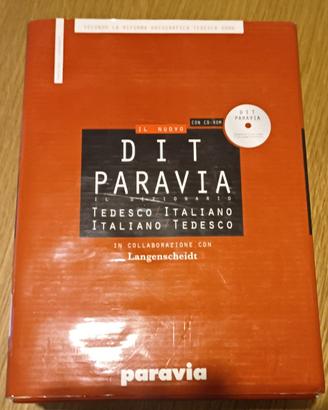 SECONDO LA RIFORMA ORTOGRAFICA TEDESCA
IL NUOVO
CON CD-ROM
DIT
PARAVIA
DIT
PARAVIA
IL DIZIONARIO
TEDESCO ITALIANO
ITALIANO TEDESCO
IN COLLABORAZIONE CON
Langenscheidt
paravia